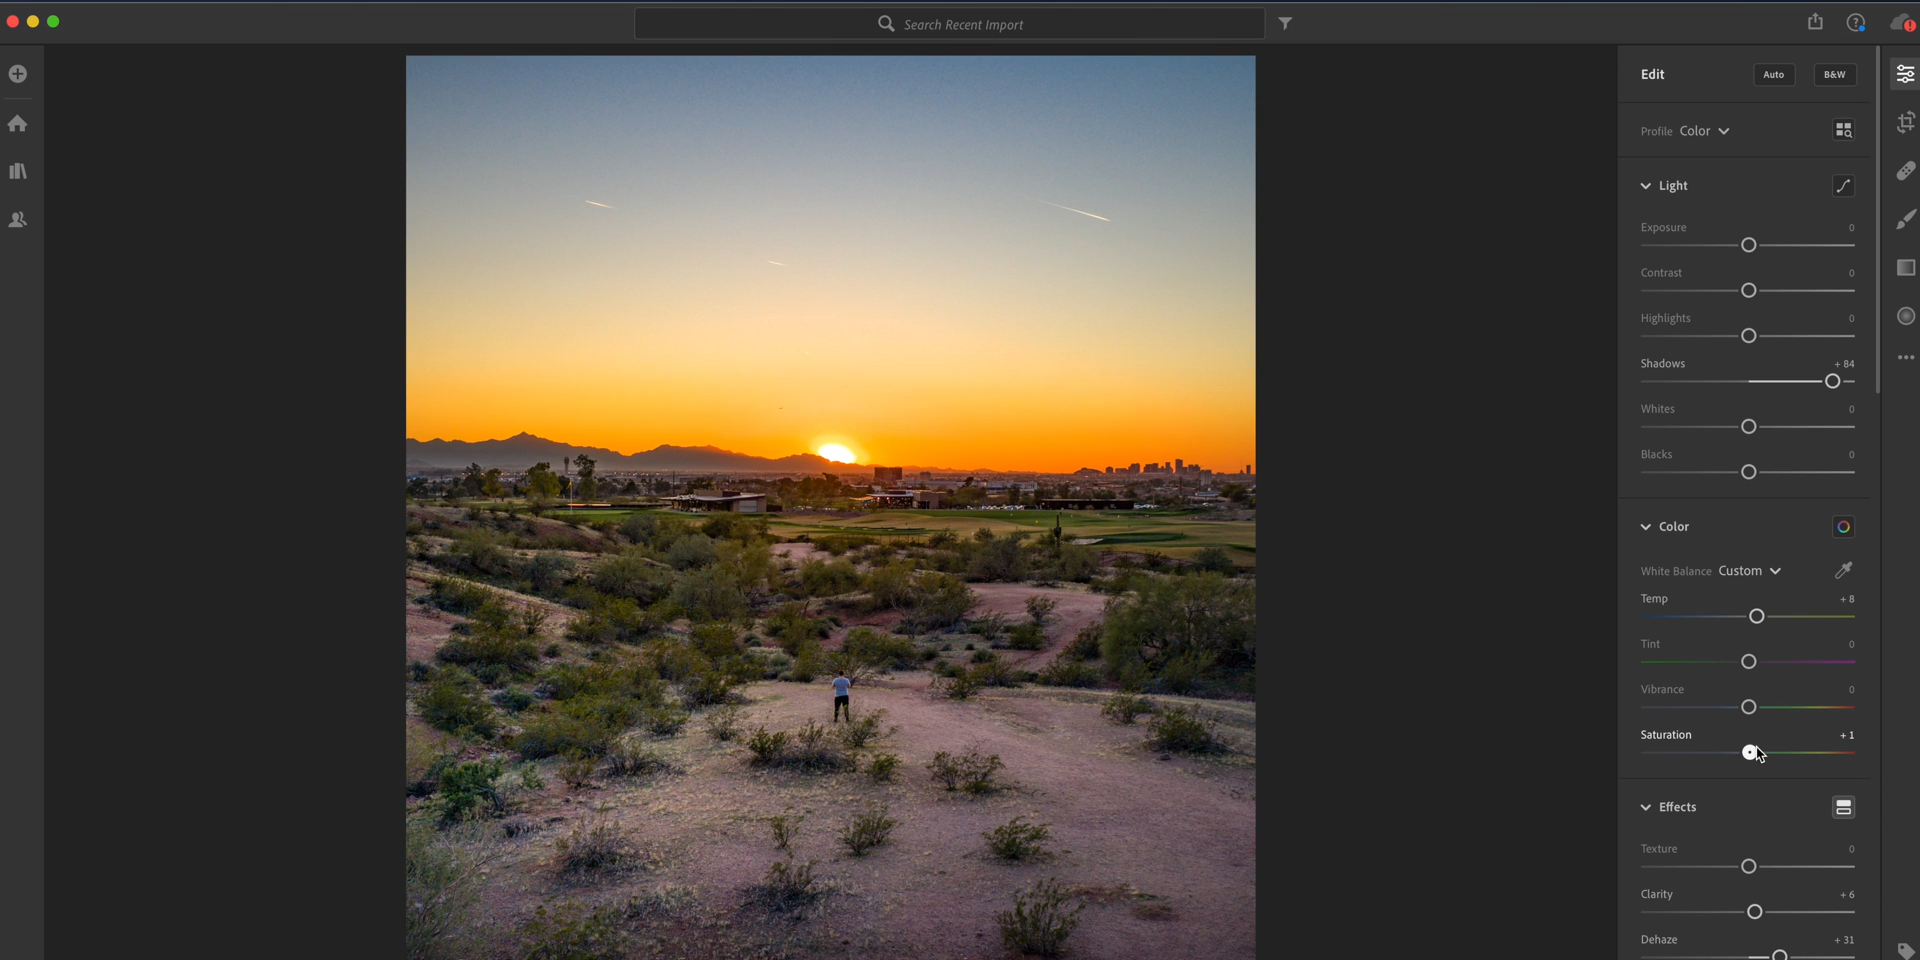 Search Recent Import
Edit
Auto
B&W
Profile Color
Light
Exposure 0
Contrast 0
Highlights 0
Shadows + 84
Whites 0
Blacks 0
Color
White Balance Custom
Temp + 8
Tint 0
Vibrance 0
Saturation + 1
Effects
Texture 0
Clarity + 6
Dehaze + 31